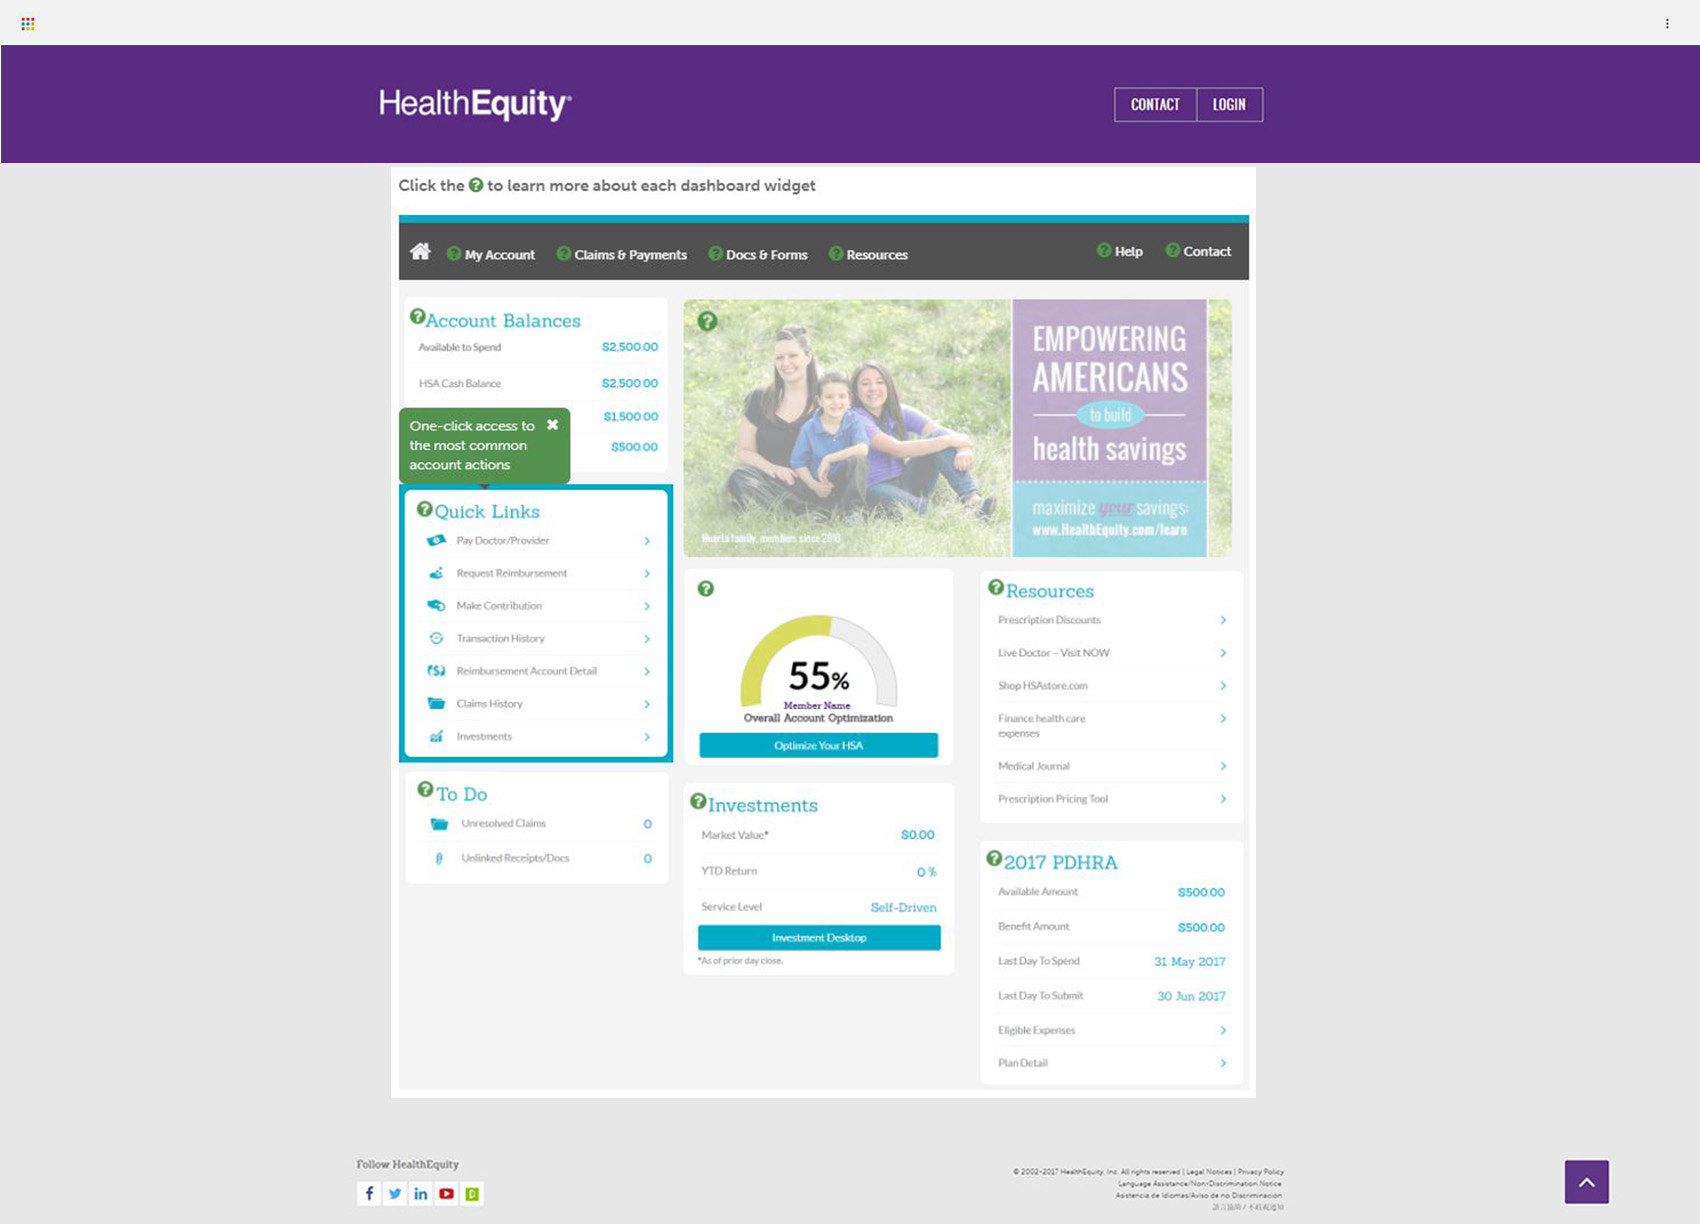 HealthEquity®
CONTACT
LOGIN
Click the ? to learn more about each dashboard widget
? My Account
? Claims & Payments
? Docs & Forms
? Resources
? Help
? Contact
? Account Balances
Available to Spend $2,500.00
HSA Cash Balance $2,500.00
$1,500.00
$500.00
One-click access to
the most common
account actions
? Quick Links
Pay Doctor/Provider
Request Reimbursement
Make Contribution
Transaction History
Reimbursement Account Detail
Claims History
Investments
? To Do
Unresolved Claims 0
Unlinked Receipts/Docs 0
?
EMPOWERING
AMERICANS
to build
health savings
maximize your savings:
www.HealthEquity.com/learn
Huerta family, members since 2010
?
55%
Member Name
Overall Account Optimization
Optimize Your HSA
? Investments
Market Value* $0.00
YTD Return 0 %
Service Level Self-Driven
Investment Desktop
*As of prior day close.
? Resources
Prescription Discounts
Live Doctor – Visit NOW
Shop HSAstore.com
Finance health care
expenses
Medical Journal
Prescription Pricing Tool
? 2017 PDHRA
Available Amount $500.00
Benefit Amount $500.00
Last Day To Spend 31 May 2017
Last Day To Submit 30 Jun 2017
Eligible Expenses
Plan Detail
Follow HealthEquity
© 2002-2017 HealthEquity, Inc. All rights reserved | Legal Notices | Privacy Policy
Language Assistance/Non-Discrimination Notice
Asistencia de Idiomas/Aviso de no Discriminación